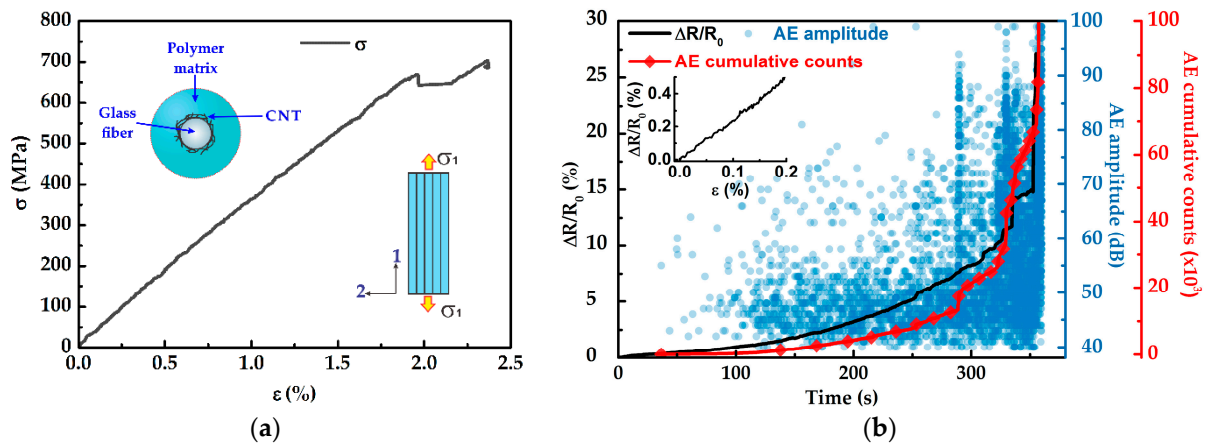 800
700
600
500
400
300
200
100
0
σ (MPa)
0.0
0.5
1.0
1.5
2.0
2.5
ε (%)
σ
Polymer
matrix
Glass
fiber
CNT
σ1
1
2
σ1
(a)
30
25
20
15
10
5
0
ΔR/R0 (%)
0
100
200
300
Time (s)
ΔR/R0
AE amplitude
AE cumulative counts
0.4
0.2
0.0
ΔR/R0 (%)
0.0
0.1
0.2
ε (%)
100
90
80
70
60
50
40
AE amplitude (dB)
100
80
60
40
20
0
AE cumulative counts (x10³)
(b)